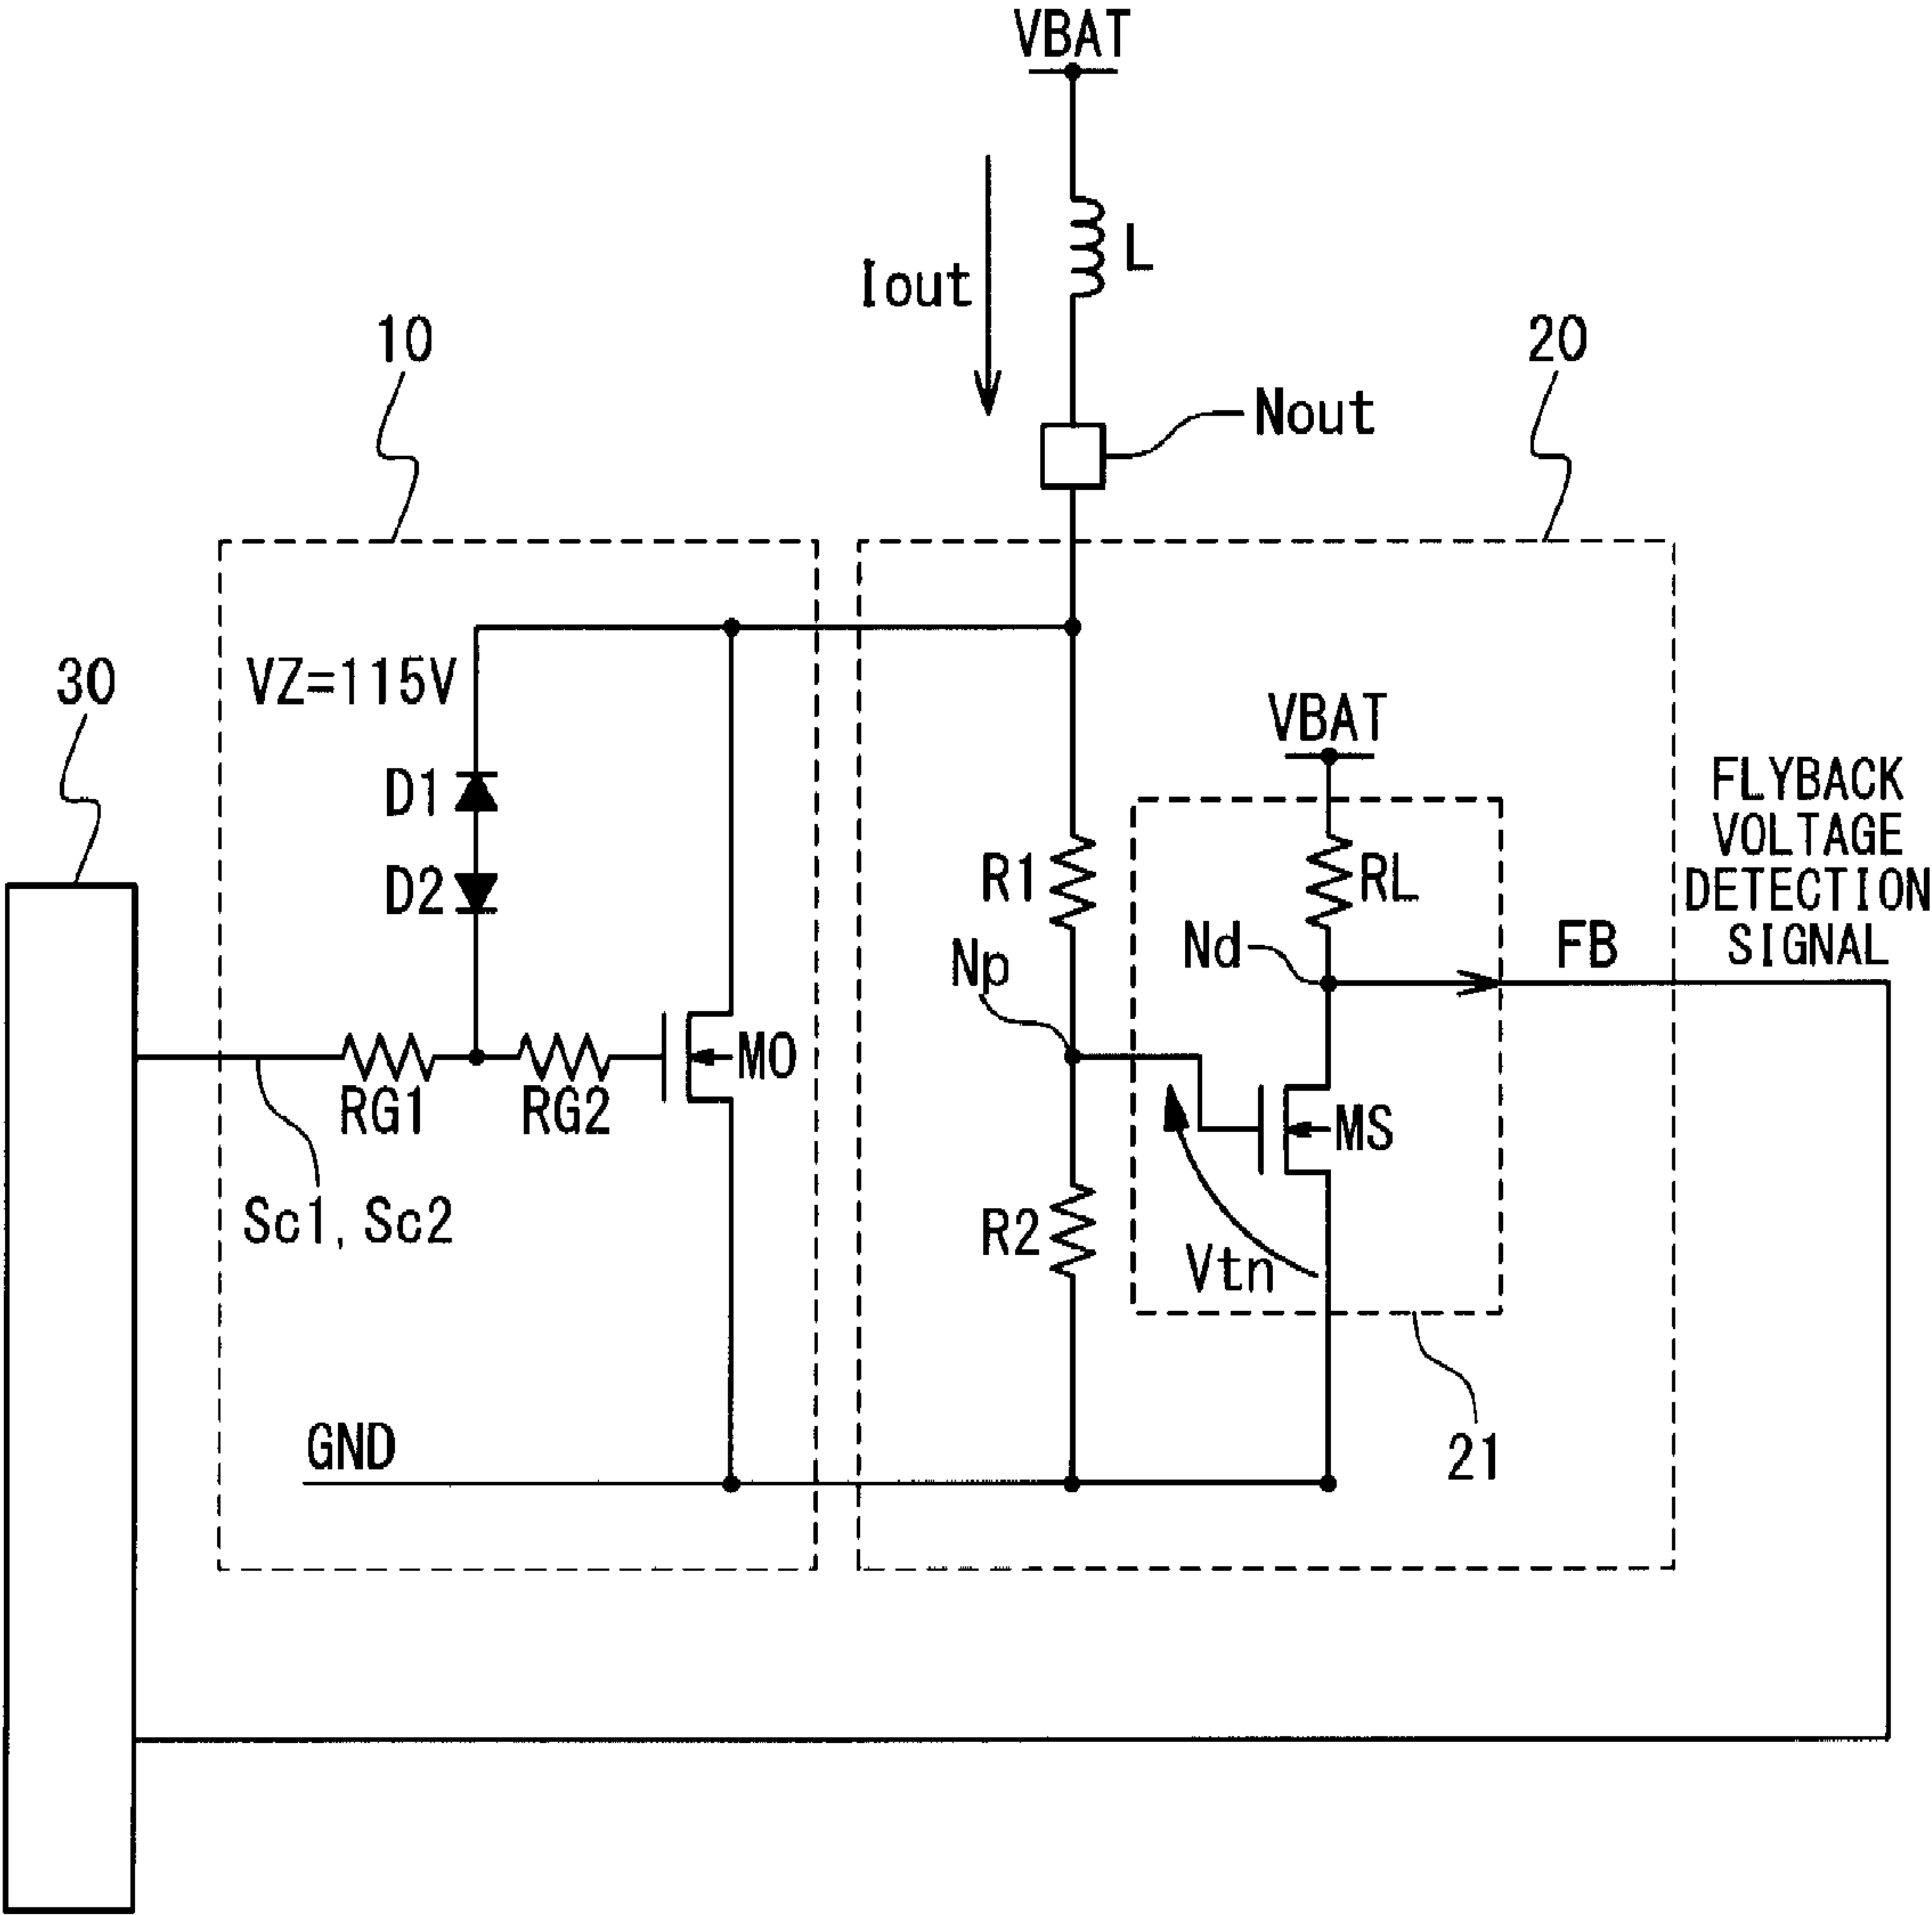 VBAT
L
Iout
10
20
Nout
30
VZ=115V
VBAT
FLYBACK
VOLTAGE
DETECTION
SIGNAL
D1
D2
R1
RL
Np
Nd
FB
RG1
RG2
M0
MS
Sc1, Sc2
R2
Vtn
GND
21